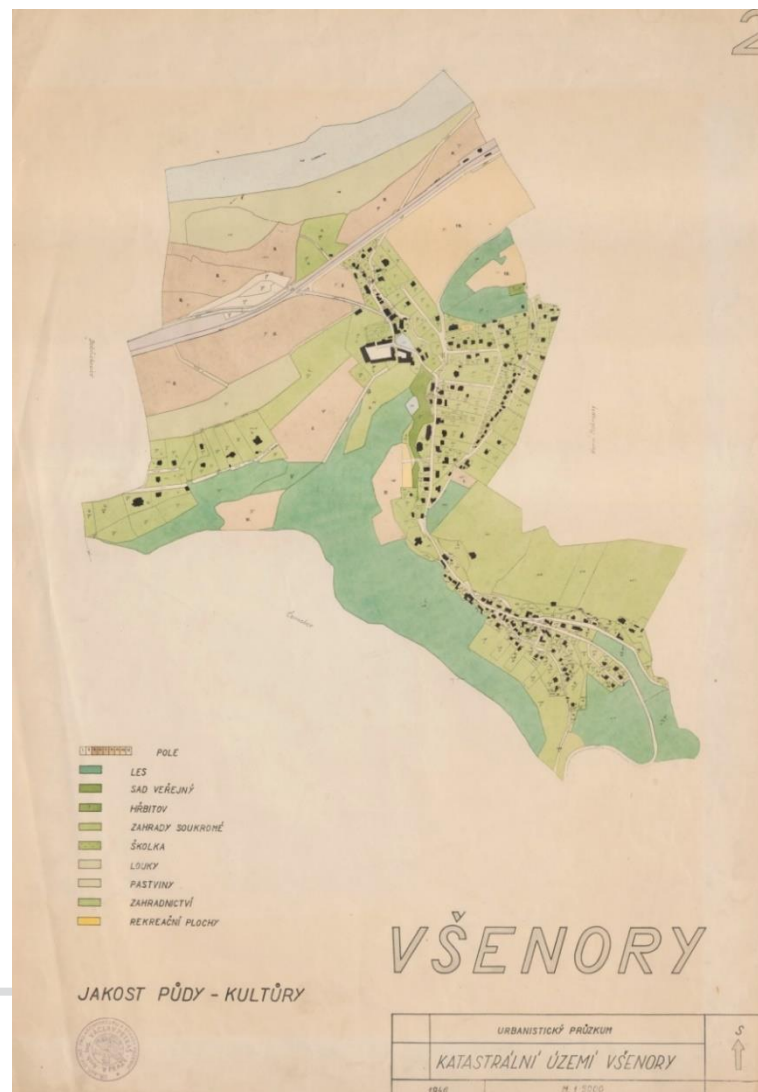 2
POLE
LES
SAD VEŘEJNÝ
HŘBITOV
ZAHRADY SOUKROMÉ
ŠKOLKA
LOUKY
PASTVINY
ZAHRADNICTVÍ
REKREAČNÍ PLOCHY
VŠENORY
JAKOST PŮDY - KULTŮRY
URBANISTICKÝ PRŮZKUM
S
KATASTRÁLNÍ ÚZEMÍ VŠENORY